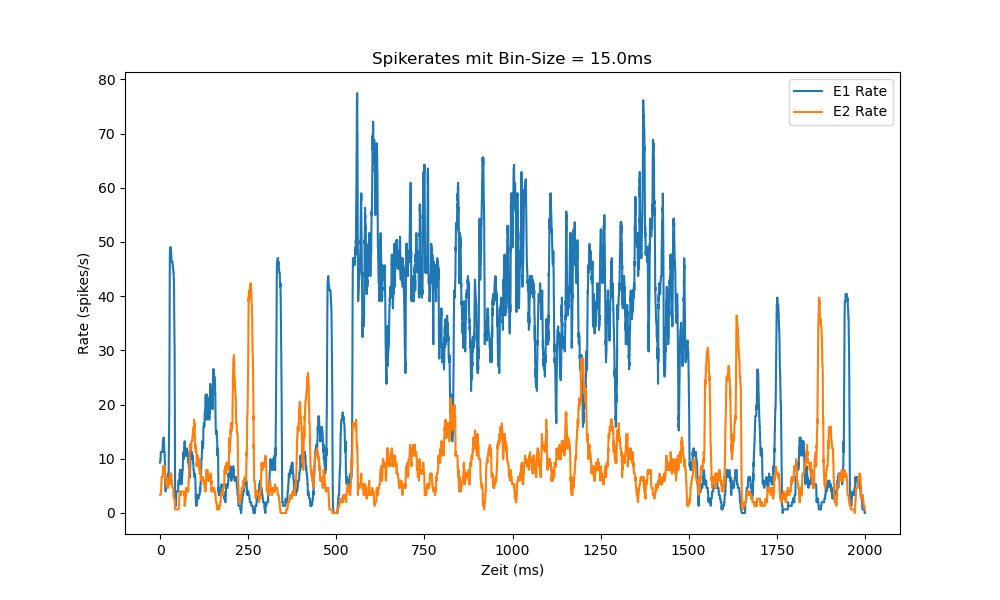 Spikerates mit Bin-Size = 15.0ms
E1 Rate
E2 Rate
Rate (spikes/s)
80
70
60
50
40
30
20
10
0
0 250 500 750 1000 1250 1500 1750 2000
Zeit (ms)